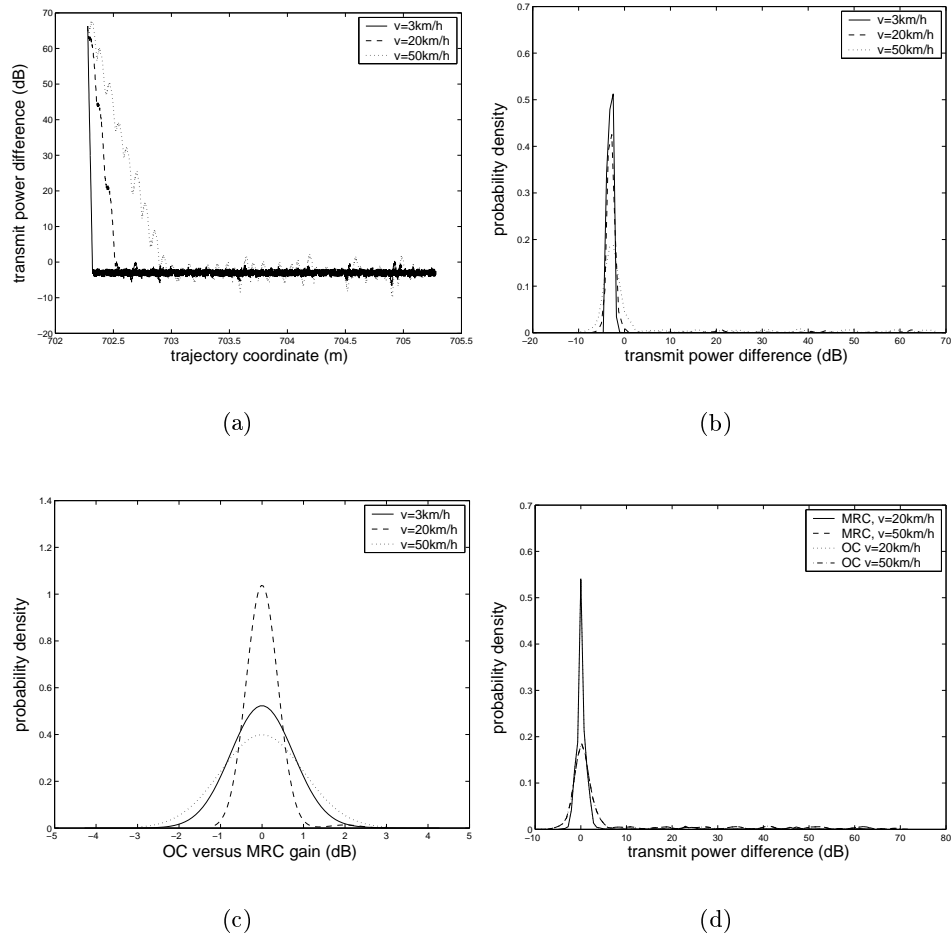 70
60
50
40
30
20
10
0
−10
−20
702
702.5
703
703.5
704
704.5
705
705.5
transmit power difference (dB)
trajectory coordinate (m)
v=3km/h
v=20km/h
v=50km/h
(a)
0.7
0.6
0.5
0.4
0.3
0.2
0.1
0
−20
−10
0
10
20
30
40
50
60
70
probability density
transmit power difference (dB)
v=3km/h
v=20km/h
v=50km/h
(b)
1.4
1.2
1
0.8
0.6
0.4
0.2
0
−5
−4
−3
−2
−1
0
1
2
3
4
5
probability density
OC versus MRC gain (dB)
v=3km/h
v=20km/h
v=50km/h
(c)
0.7
0.6
0.5
0.4
0.3
0.2
0.1
0
−10
0
10
20
30
40
50
60
70
80
probability density
transmit power difference (dB)
MRC, v=20km/h
MRC, v=50km/h
OC v=20km/h
OC v=50km/h
(d)